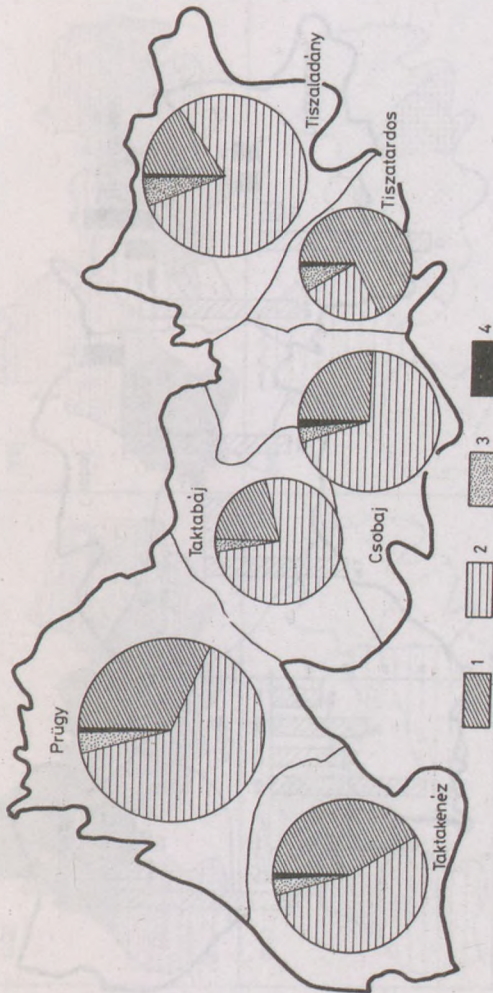 Prügy
Taktakenéz
Taktabáj
Csobaj
Tiszatardos
Tiszaladány
1
2
3
4